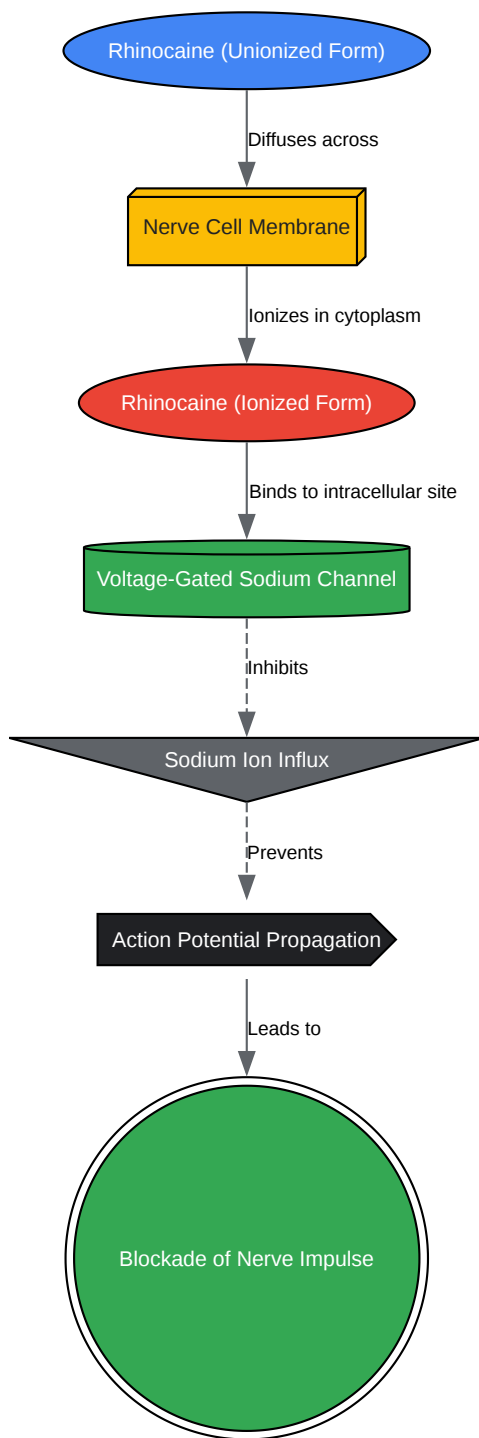 Rhinocaine (Unionized Form)
Diffuses across
Nerve Cell Membrane
Ionizes in cytoplasm
Rhinocaine (Ionized Form)
Binds to intracellular site
Voltage-Gated Sodium Channel
Inhibits
Sodium Ion Influx
Prevents
Action Potential Propagation
Leads to
Blockade of Nerve Impulse